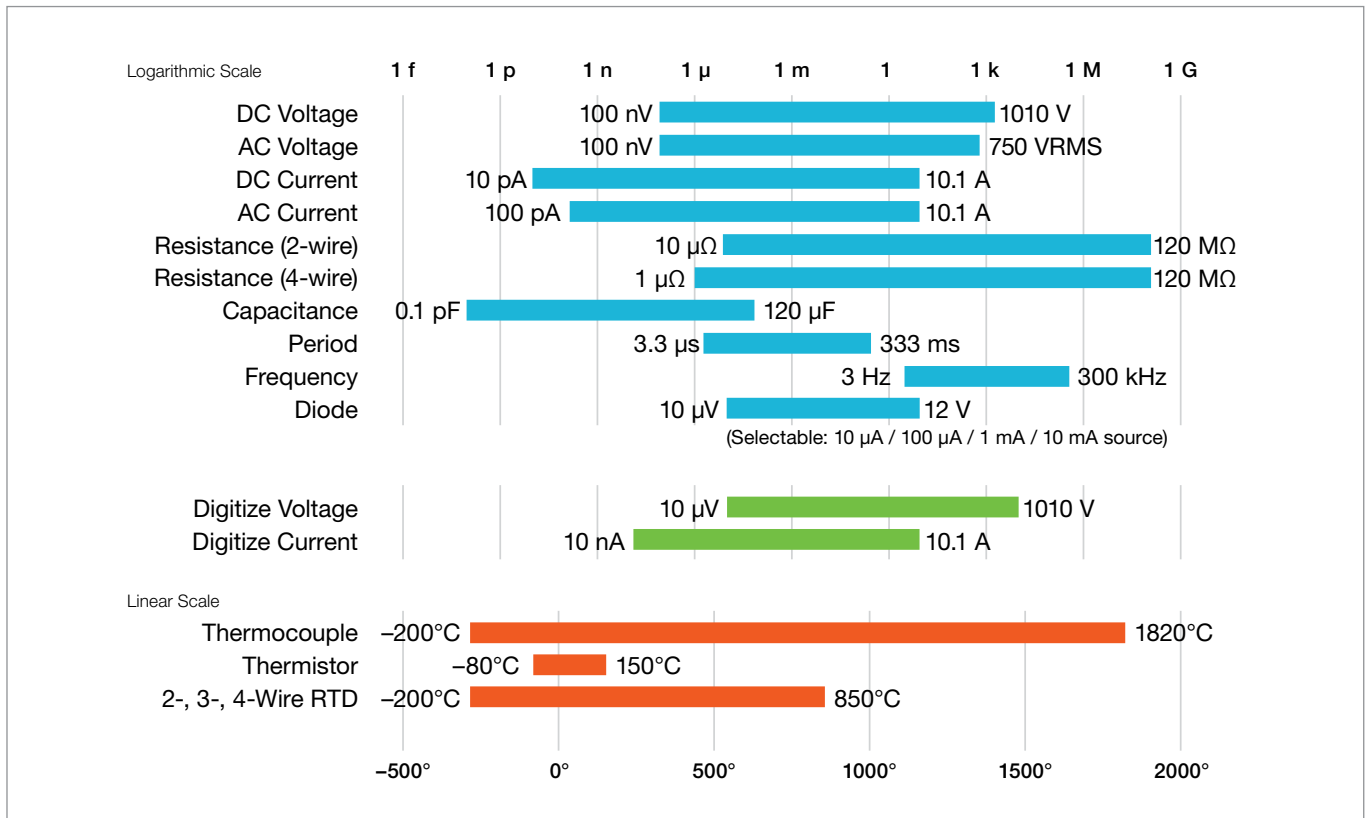 Logarithmic Scale 1 f 1 p 1 n 1 µ 1 m 1 1 k 1 M 1 G
DC Voltage 100 nV 1010 V
AC Voltage 100 nV 750 VRMS
DC Current 10 pA 10.1 A
AC Current 100 pA 10.1 A
Resistance (2-wire) 10 µΩ 120 MΩ
Resistance (4-wire) 1 µΩ 120 MΩ
Capacitance 0.1 pF 120 µF
Period 3.3 µs 333 ms
Frequency 3 Hz 300 kHz
Diode 10 µV 12 V
(Selectable: 10 µA / 100 µA / 1 mA / 10 mA source)
Digitize Voltage 10 µV 1010 V
Digitize Current 10 nA 10.1 A
Linear Scale
Thermocouple –200°C 1820°C
Thermistor –80°C 150°C
2-, 3-, 4-Wire RTD –200°C 850°C
–500° 0° 500° 1000° 1500° 2000°